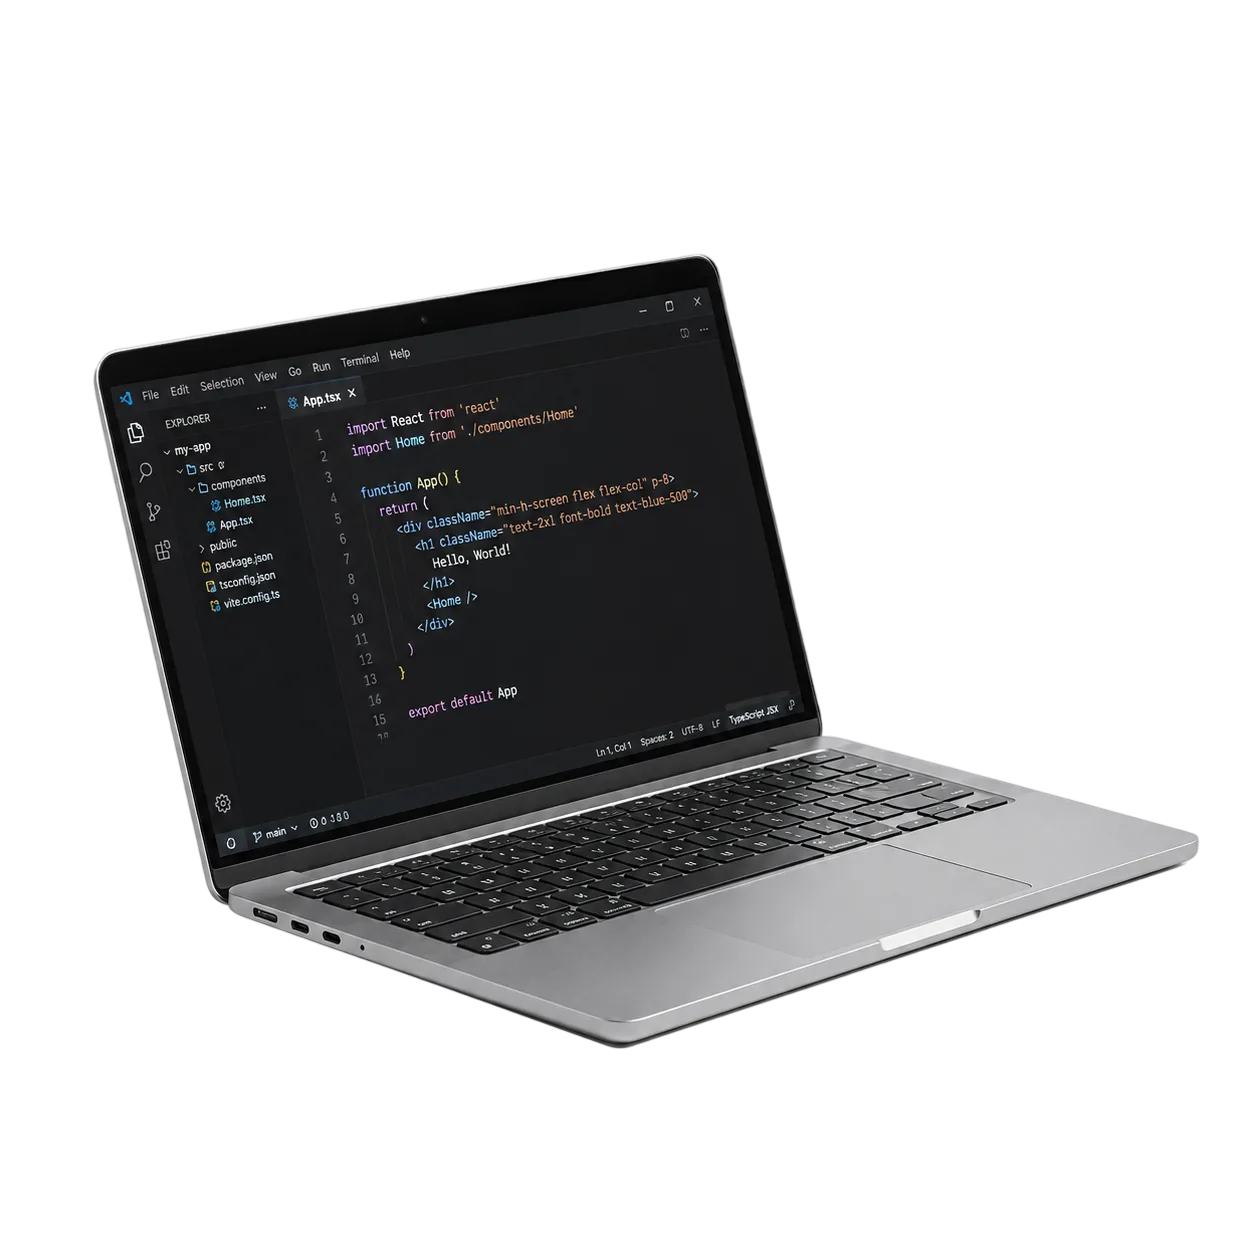 File Edit Selection View Go Run Terminal Help
EXPLORER
my-app
src
components
Home.tsx
App.tsx
public
package.json
tsconfig.json
vite.config.ts
App.tsx
1 import React from 'react'
2 import Home from './components/Home'
3
4 function App() {
5 return (
6 <div className="min-h-screen flex flex-col" p-8>
7 <h1 className="text-2xl font-bold text-blue-500">
8 Hello, World!
9 </h1>
10 <Home />
11 </div>
12 )
13 }
16
15 export default App
main
Ln 1, Col 1 Spaces: 2 UTF-8 LF TypeScript JSX